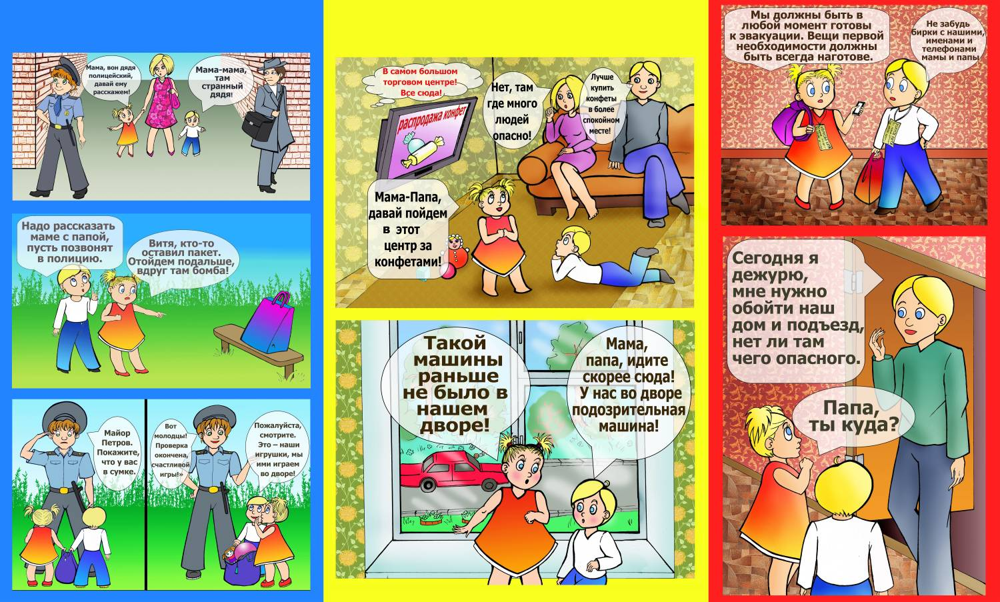 Мама, вон дядя
полицейский,
давай ему
расскажем!
Мама-мама,
там
странный
дядя!
Надо рассказать
маме с папой,
пусть позвонят
в полицию.
Витя, кто-то
оставил пакет.
Отойдем подальше,
вдруг там бомба!
Майор
Петров.
Покажите,
что у вас
в сумке.
Вот
молодцы!
Проверка
окончена,
счастливой
игры!»
Пожалуйста,
смотрите.
Это – наши
игрушки, мы
ими играем
во дворе!
В самом большом
торговом центре!
Все сюда!
распродажа конфет
Нет, там
где много
людей
опасно!
Лучше
купить
конфеты
в более
спокойном
месте!
Мама-Папа,
давай пойдем
в этот
центр за
конфетами!
Такой
машины
раньше
не было в
нашем
дворе!
Мама,
папа, идите
скорее сюда!
У нас во дворе
подозрительная
машина!
Мы должны быть в
любой момент готовы
к эвакуации. Вещи первой
необходимости должны
быть всегда наготове.
Не забудь
бирки с нашими,
именами и
телефонами
мамы и папы
Сегодня я
дежурю,
мне нужно
обойти наш
дом и подъезд,
нет ли там
чего опасного.
Папа,
ты куда?